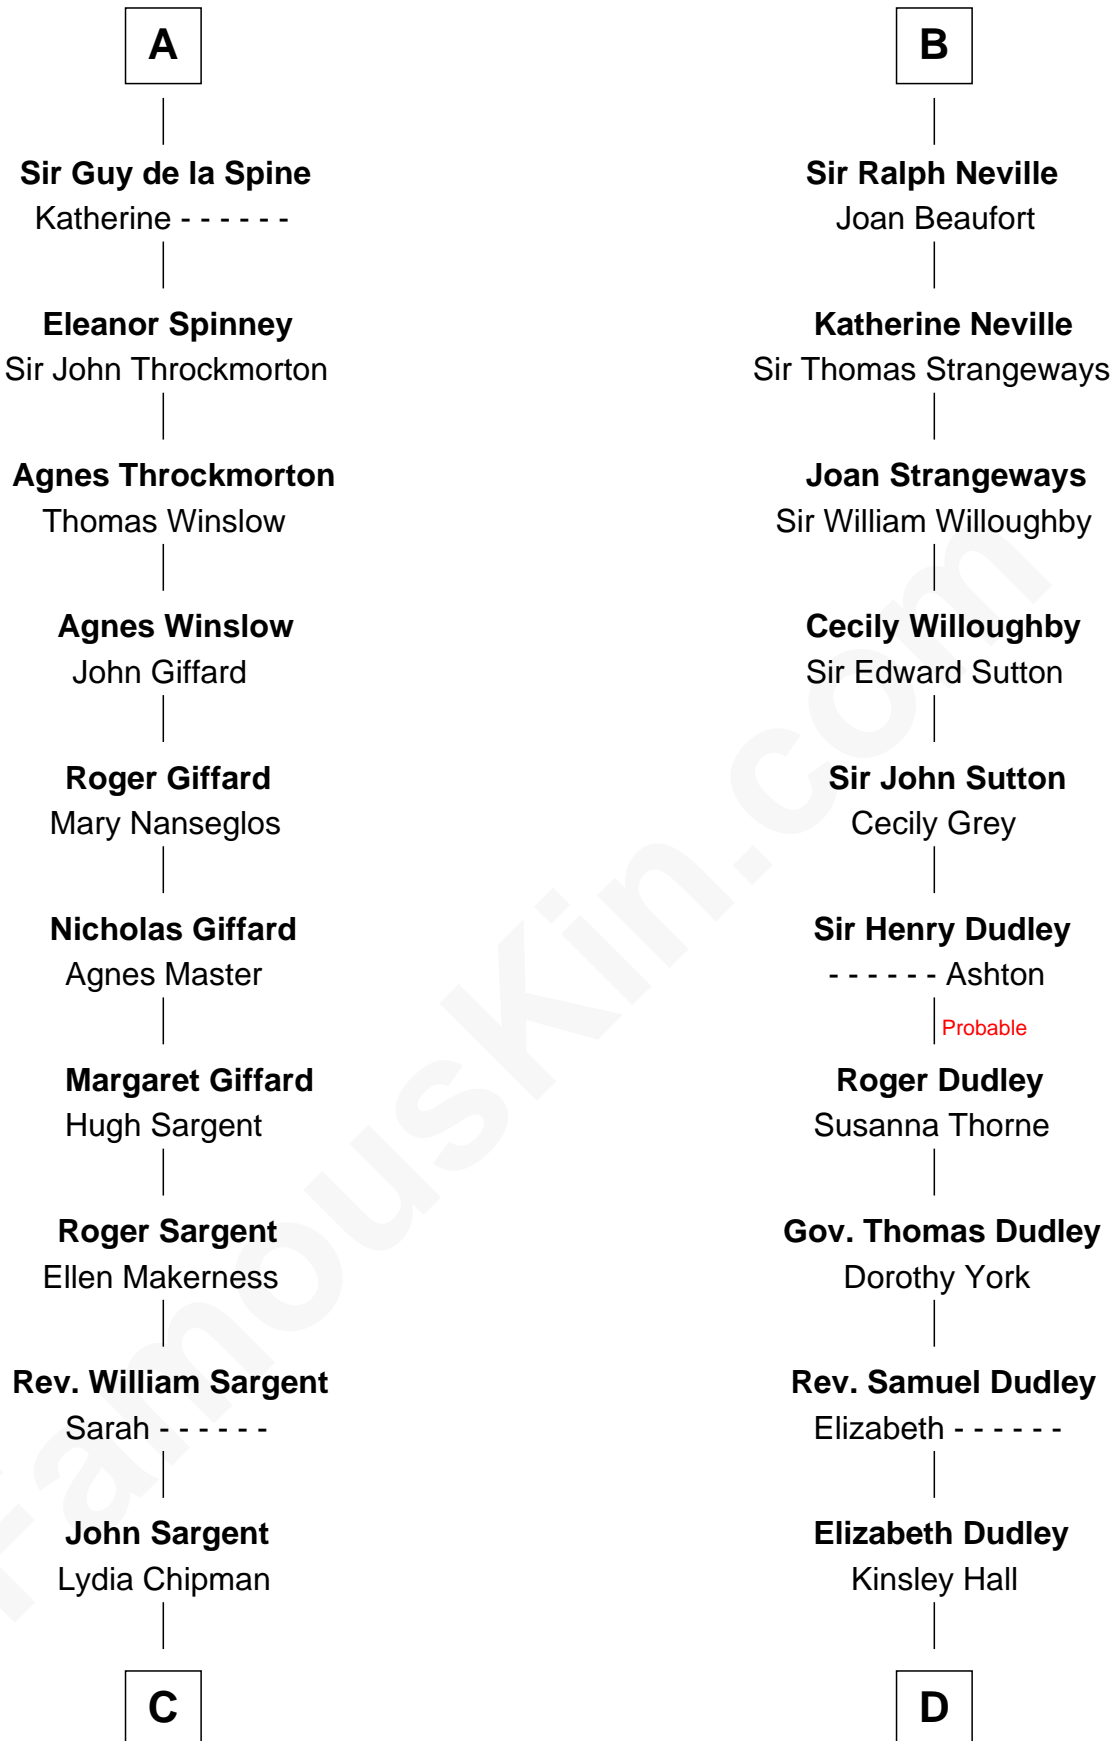 A
Sir Guy de la Spine
Katherine - - - - - -
Eleanor Spinney
Sir John Throckmorton
Agnes Throckmorton
Thomas Winslow
Agnes Winslow
John Giffard
Roger Giffard
Mary Nanseglos
Nicholas Giffard
Agnes Master
Margaret Giffard
Hugh Sargent
Roger Sargent
Ellen Makerness
Rev. William Sargent
Sarah - - - - - -
John Sargent
Lydia Chipman
C
B
Sir Ralph Neville
Joan Beaufort
Katherine Neville
Sir Thomas Strangeways
Joan Strangeways
Sir William Willoughby
Cecily Willoughby
Sir Edward Sutton
Sir John Sutton
Cecily Grey
Sir Henry Dudley
- - - - - - Ashton
Probable
Roger Dudley
Susanna Thorne
Gov. Thomas Dudley
Dorothy York
Rev. Samuel Dudley
Elizabeth - - - - - -
Elizabeth Dudley
Kinsley Hall
D
FamousKin.com